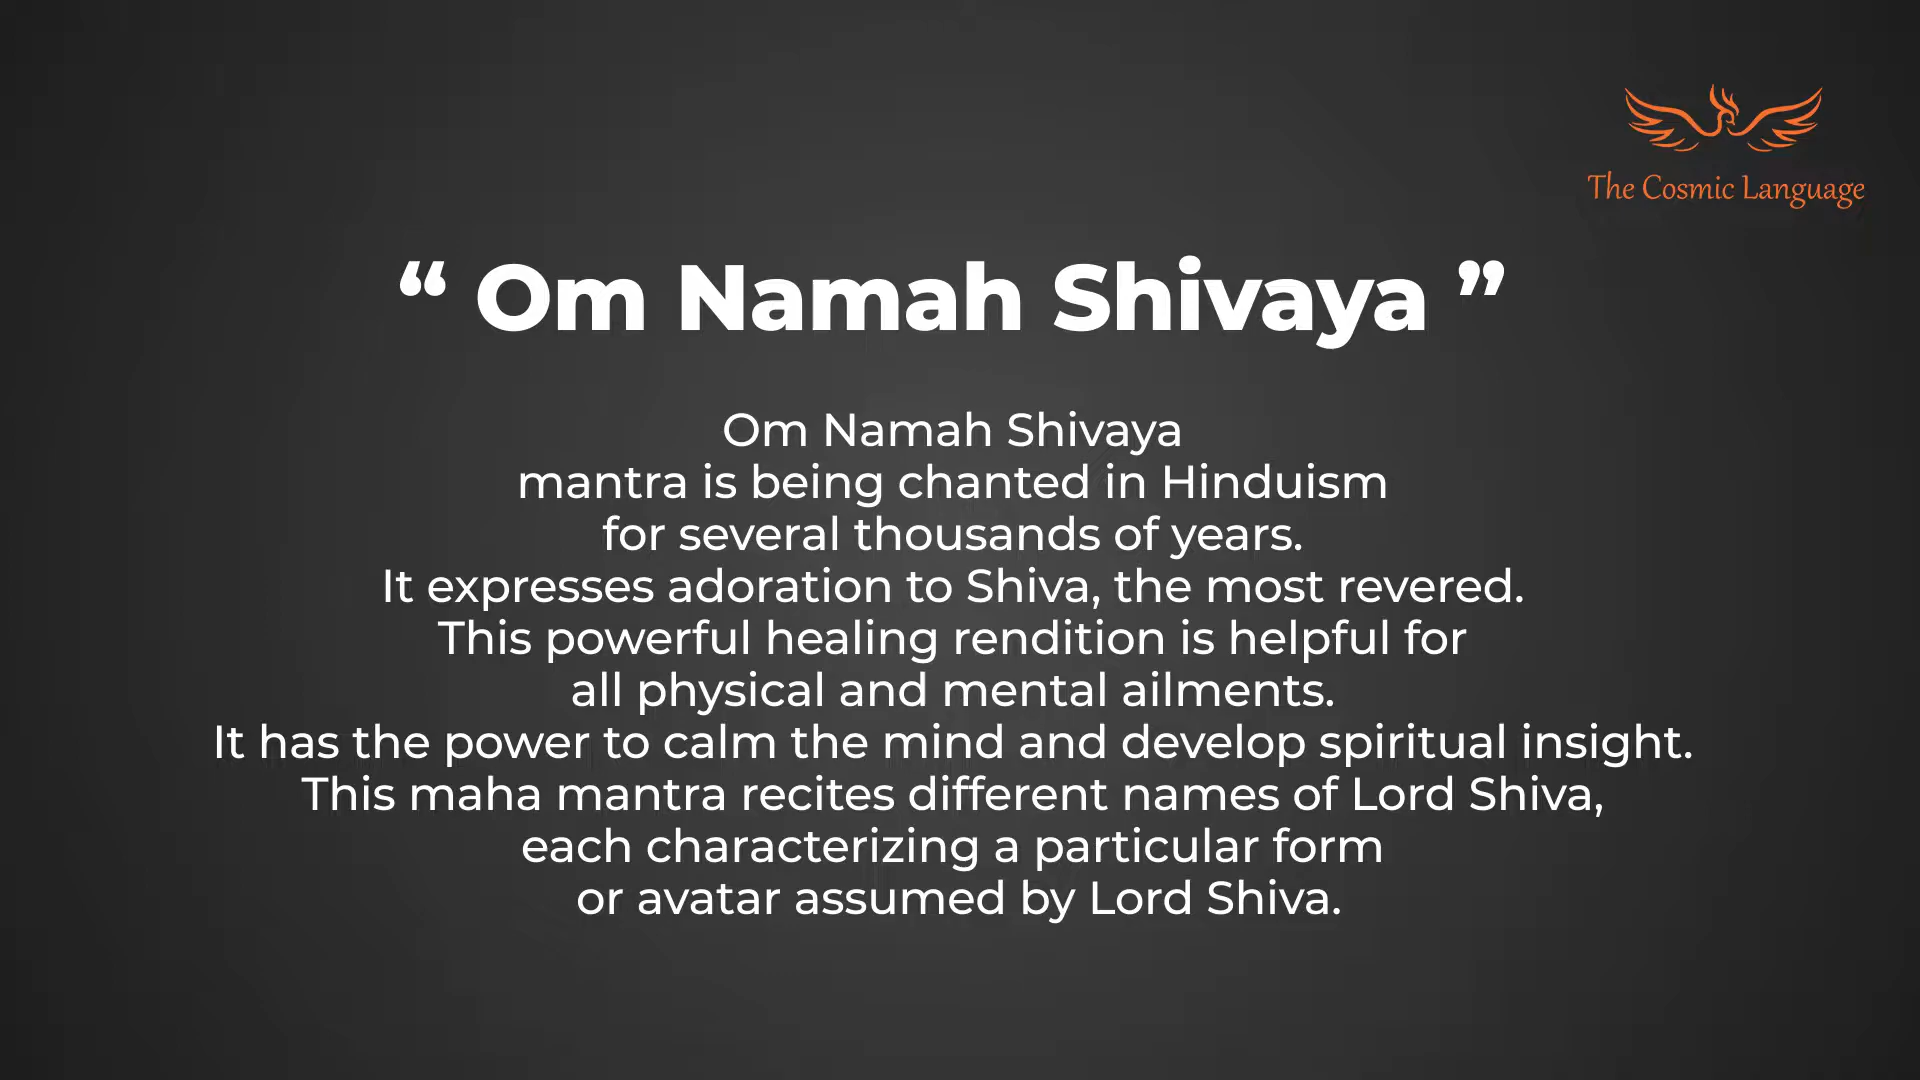 The Cosmic Language
“ Om Namah Shivaya ”
Om Namah Shivaya
mantra is being chanted in Hinduism
for several thousands of years.
It expresses adoration to Shiva, the most revered.
This powerful healing rendition is helpful for
all physical and mental ailments.
It has the power to calm the mind and develop spiritual insight.
This maha mantra recites different names of Lord Shiva,
each characterizing a particular form
or avatar assumed by Lord Shiva.